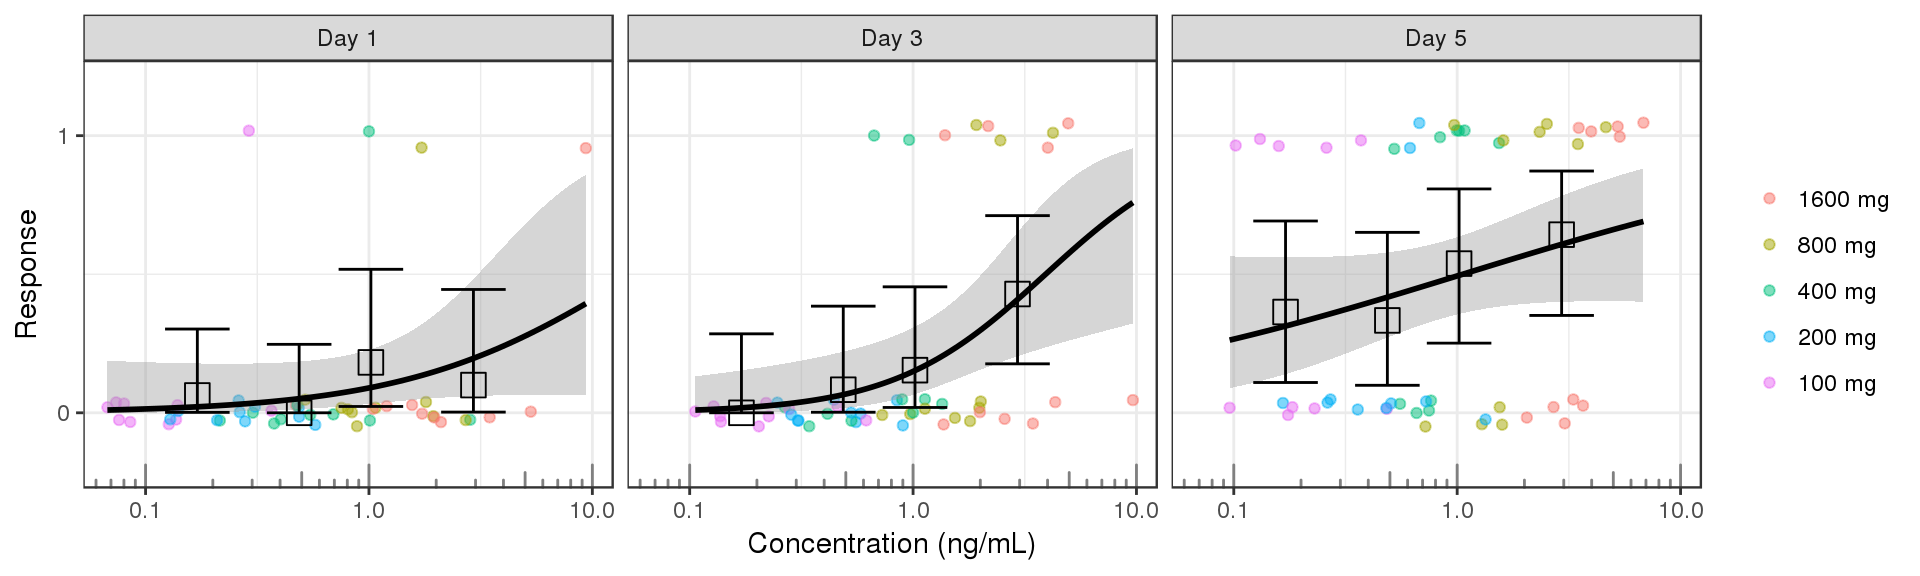 Day 1
Day 3
Day 5
Response
1
0
0.1 1.0 10.0
0.1 1.0 10.0
0.1 1.0 10.0
Concentration (ng/mL)
1600 mg
800 mg
400 mg
200 mg
100 mg